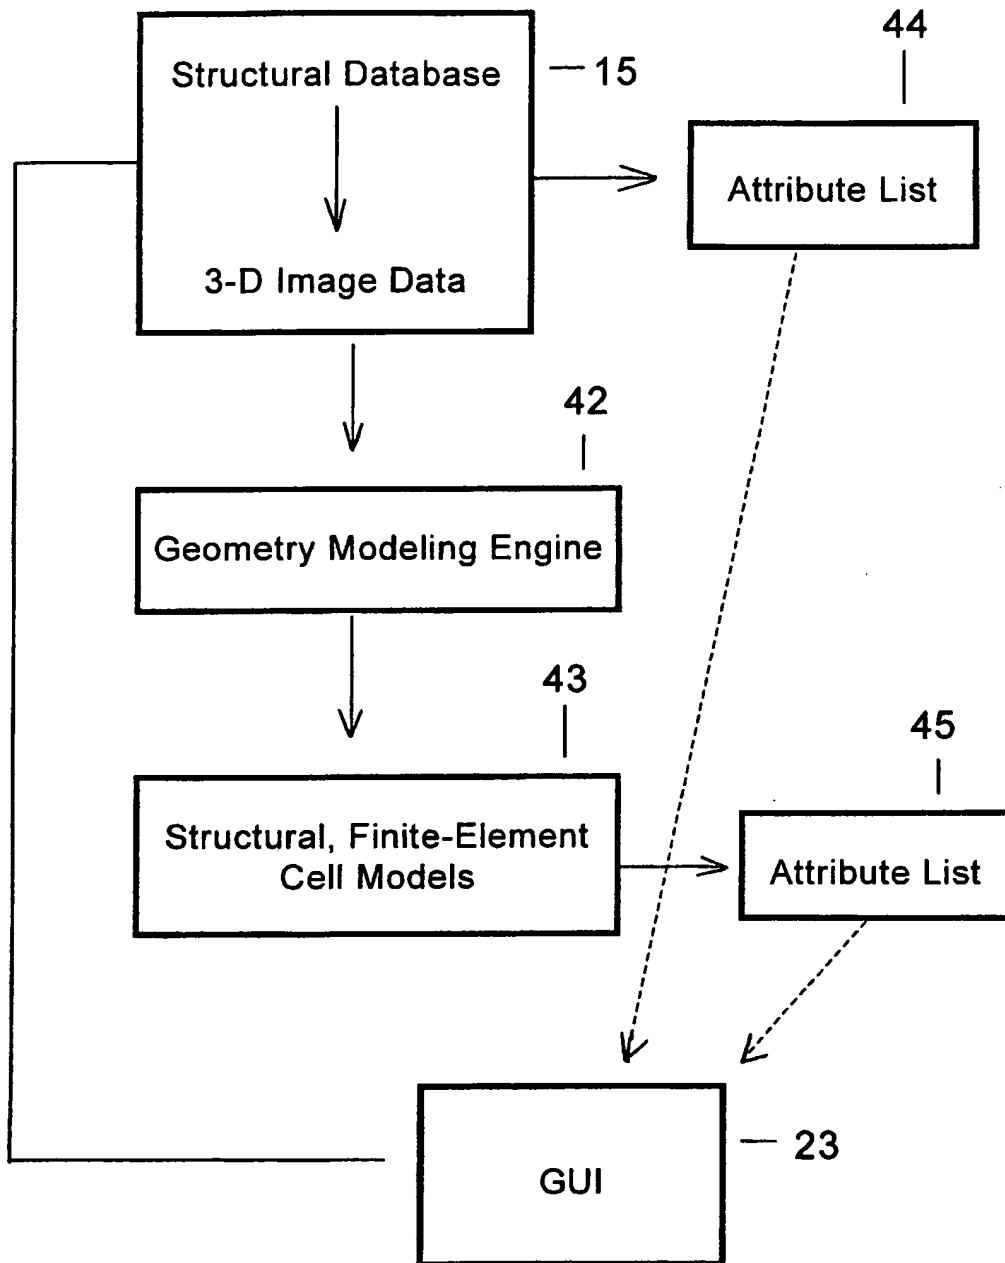 44
Structural Database
15
Attribute List
3-D Image Data
42
Geometry Modeling Engine
43
45
Structural, Finite-Element
Cell Models
Attribute List
23
GUI